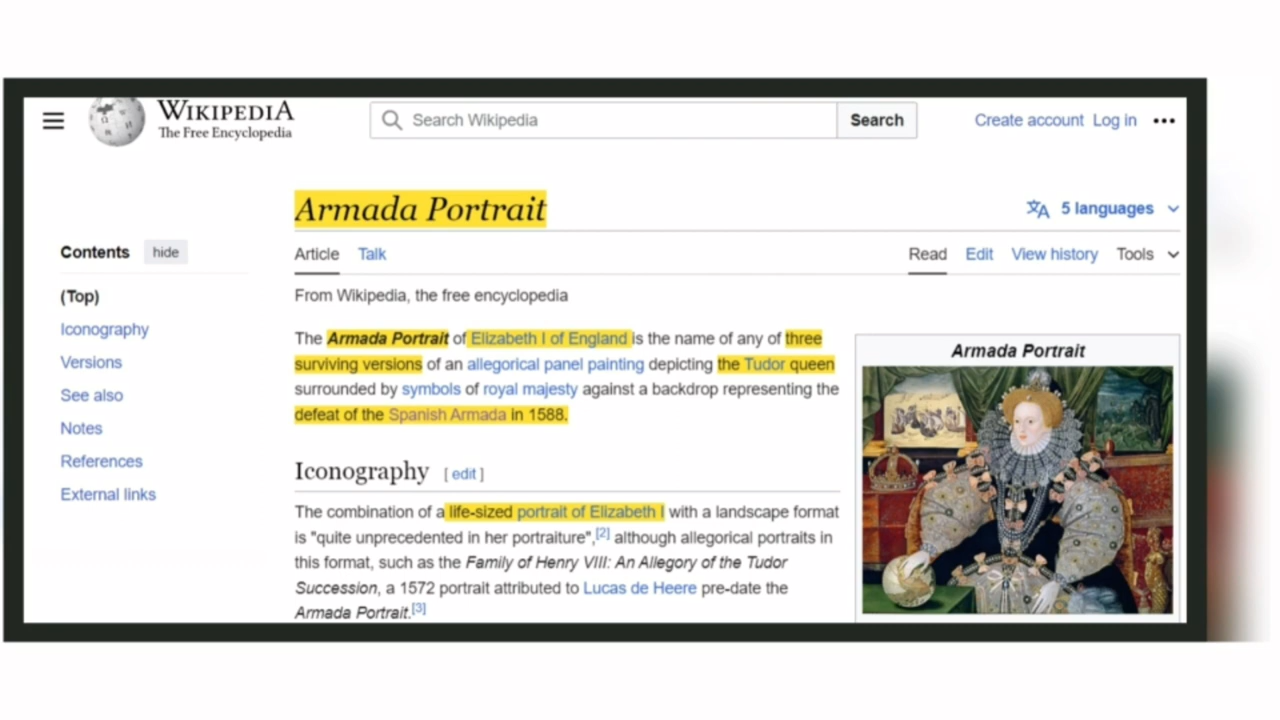 WIKIPEDIA
The Free Encyclopedia
Search Wikipedia
Search
Create account Log in
Armada Portrait
5 languages
Contents hide
Article Talk
Read Edit View history Tools
(Top)
Iconography
Versions
See also
Notes
References
External links
From Wikipedia, the free encyclopedia
The Armada Portrait of Elizabeth I of England is the name of any of three
surviving versions of an allegorical panel painting depicting the Tudor queen
surrounded by symbols of royal majesty against a backdrop representing the
defeat of the Spanish Armada in 1588.
Iconography [ edit ]
The combination of a life-sized portrait of Elizabeth I with a landscape format
is "quite unprecedented in her portraiture",[2] although allegorical portraits in
this format, such as the Family of Henry VIII: An Allegory of the Tudor
Succession, a 1572 portrait attributed to Lucas de Heere pre-date the
Armada Portrait.[3]
Armada Portrait